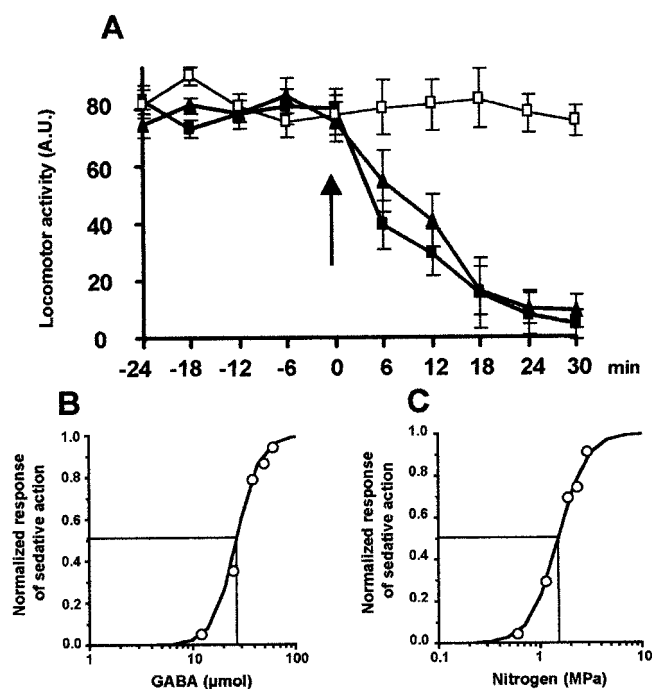 A
Locomotor activity (A.U.)
80
60
40
20
0
-24 -18 -12 -6 0 6 12 18 24 30 min
B
Normalized response
of sedative action
1.0
0.8
0.6
0.4
0.2
0.0
1 10 100
GABA (µmol)
C
Normalized response
of sedative action
1.0
0.8
0.6
0.4
0.2
0.0
0.1 1 10
Nitrogen (MPa)